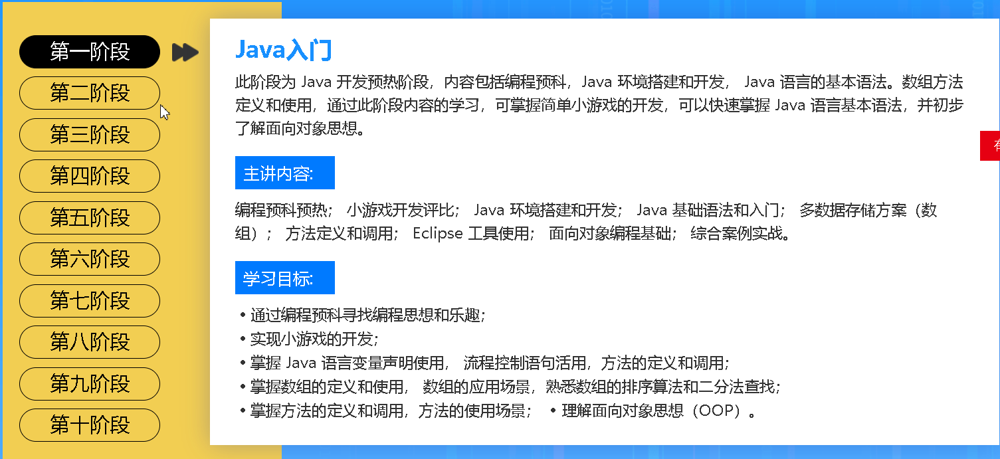 第一阶段
第二阶段
第三阶段
第四阶段
第五阶段
第六阶段
第七阶段
第八阶段
第九阶段
第十阶段
Java入门
此阶段为 Java 开发预热阶段，内容包括编程预科，Java 环境搭建和开发， Java 语言的基本语法。数组方法
定义和使用，通过此阶段内容的学习，可掌握简单小游戏的开发，可以快速掌握 Java 语言基本语法，并初步
了解面向对象思想。
主讲内容:
编程预科预热； 小游戏开发评比； Java 环境搭建和开发； Java 基础语法和入门； 多数据存储方案（数
组）； 方法定义和调用； Eclipse 工具使用； 面向对象编程基础； 综合案例实战。
学习目标:
• 通过编程预科寻找编程思想和乐趣；
• 实现小游戏的开发；
• 掌握 Java 语言变量声明使用， 流程控制语句活用，方法的定义和调用；
• 掌握数组的定义和使用， 数组的应用场景，熟悉数组的排序算法和二分法查找；
• 掌握方法的定义和调用，方法的使用场景； • 理解面向对象思想（OOP）。